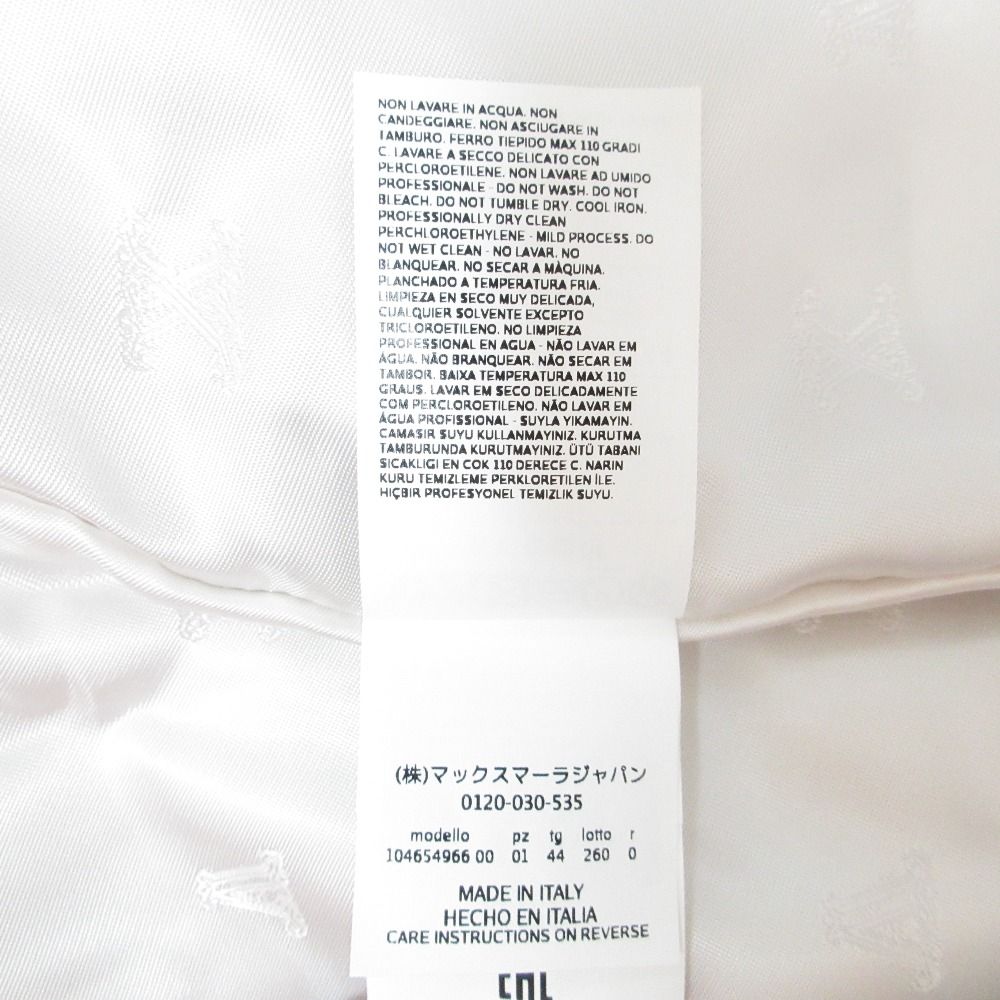 NON LAVARE IN ACQUA. NON
CANDEGGIARE. NON ASCIUGARE IN
TAMBURO. FERRO TIEPIDO MAX 110 GRADI
C. LAVARE A SECCO DELICATO CON
PERCLOROETILENE. NON LAVARE AD UMIDO
PROFESSIONALE - DO NOT WASH. DO NOT
BLEACH. DO NOT TUMBLE DRY. COOL IRON.
PROFESSIONALLY DRY CLEAN
PERCHLOROETHYLENE - MILD PROCESS. DO
NOT WET CLEAN - NO LAVAR. NO
BLANQUEAR. NO SECAR A MÀQUINA.
PLANCHADO A TEMPERATURA FRIA.
LIMPIEZA EN SECO MUY DELICADA,
CUALQUIER SOLVENTE EXCEPTO
TRICLOROETILENO. NO LIMPIEZA
PROFESSIONAL EN AGUA - NÃO LAVAR EM
ÁGUA. NÃO BRANQUEAR. NÃO SECAR EM
TAMBOR. BAIXA TEMPERATURA MAX 110
GRAUS. LAVAR EM SECO DELICADAMENTE
COM PERCLOROETILENO. NÃO LAVAR EM
ÁGUA PROFISSIONAL - SUYLA YIKAMAYIN.
CAMASIR SUYU KULLANMAYINIZ. KURUTMA
TAMBURUNDA KURUTMAYINIZ. ÜTÜ TABANI
SICAKLIGI EN COK 110 DERECE C. NARIN
KURU TEMIZLEME PERKLORETILEN İLE.
HIÇBIR PROFESYONEL TEMIZLIK SUYU.
(株)マックスマーラジャパン
0120-030-535
modello pz tg lotto r
104654966 00 01 44 260 0
MADE IN ITALY
HECHO EN ITALIA
CARE INSTRUCTIONS ON REVERSE